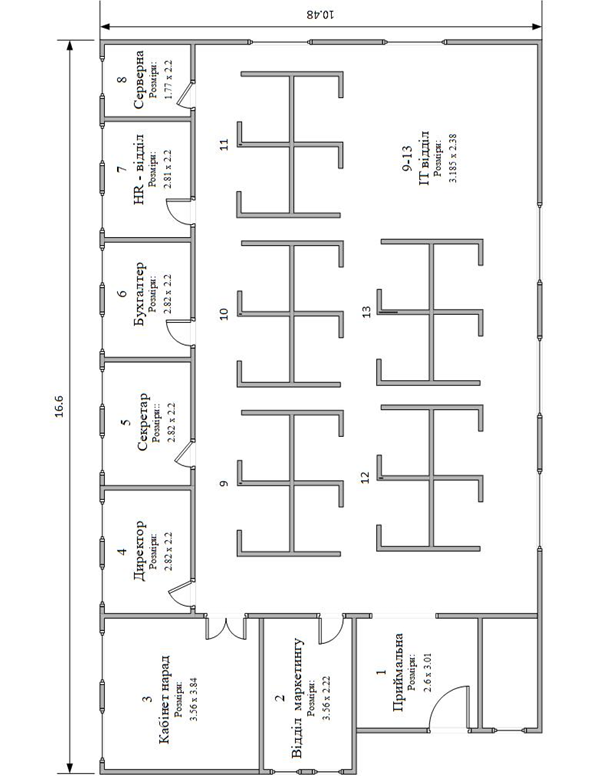 10.48
16.6
8
Серверна
Розміри:
1.77 x 2.2
7
HR - відділ
Розміри:
2.81 x 2.2
6
Бухгалтер
Розміри:
2.82 x 2.2
5
Секретар
Розміри::
2.82 x 2.2
4
Директор
Розміри:
2.82 x 2.2
3
Кабінет нарад
Розміри:
3.56 x 3.84
2
Відділ маркетингу
Розміри:
3.56 x 2.22
1
Приймальна
Розміри:
2.6 x 3.01
11
10
9
13
12
9-13
ІТ відділ
Розміри:
3.185 x 2.38